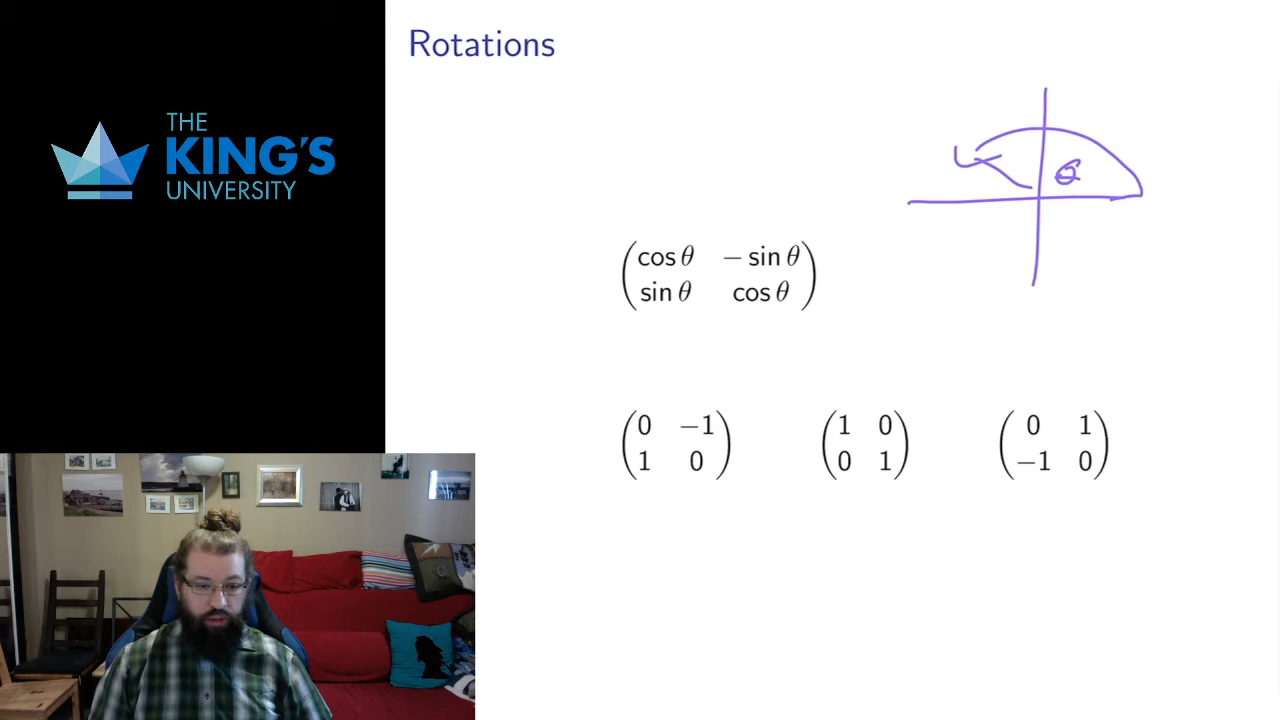 THE
KING'S
UNIVERSITY
Rotations
θ
cos θ − sin θ
sin θ cos θ
0 −1 1 0 0 1
1 0 0 1 −1 0